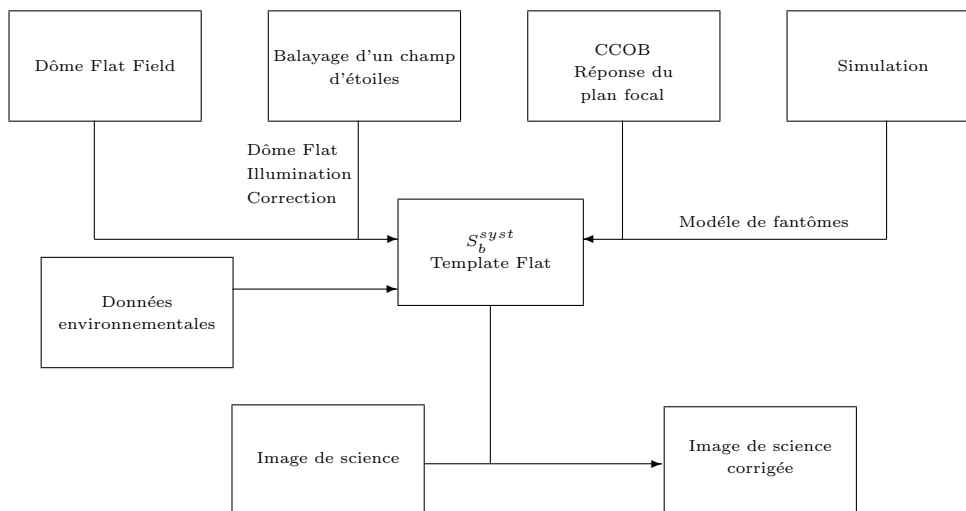 Dôme Flat Field
Balayage d'un champ
d'étoiles
CCOB
Réponse du
plan focal
Simulation
Dôme Flat
Illumination
Correction
Modéle de fantômes
S_b^{syst}
Template Flat
Données
environnementales
Image de science
Image de science
corrigée